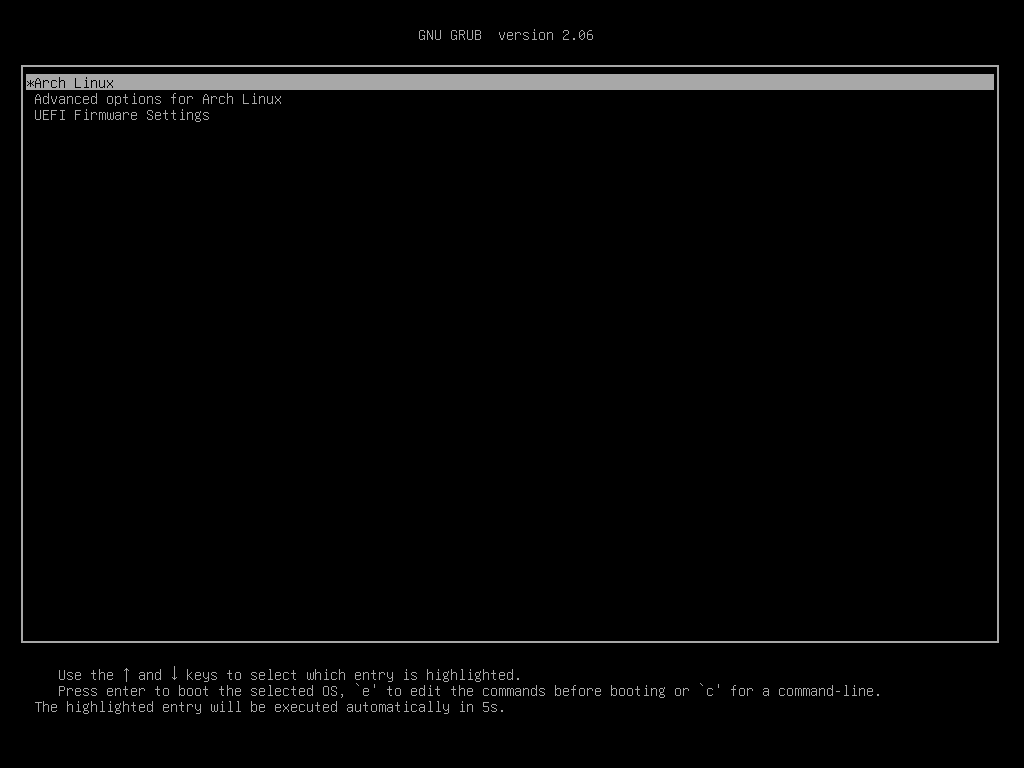 GNU GRUB  version 2.06
*Arch Linux
Advanced options for Arch Linux
UEFI Firmware Settings
Use the ↑ and ↓ keys to select which entry is highlighted.
Press enter to boot the selected OS, `e' to edit the commands before booting or `c' for a command-line.
The highlighted entry will be executed automatically in 5s.